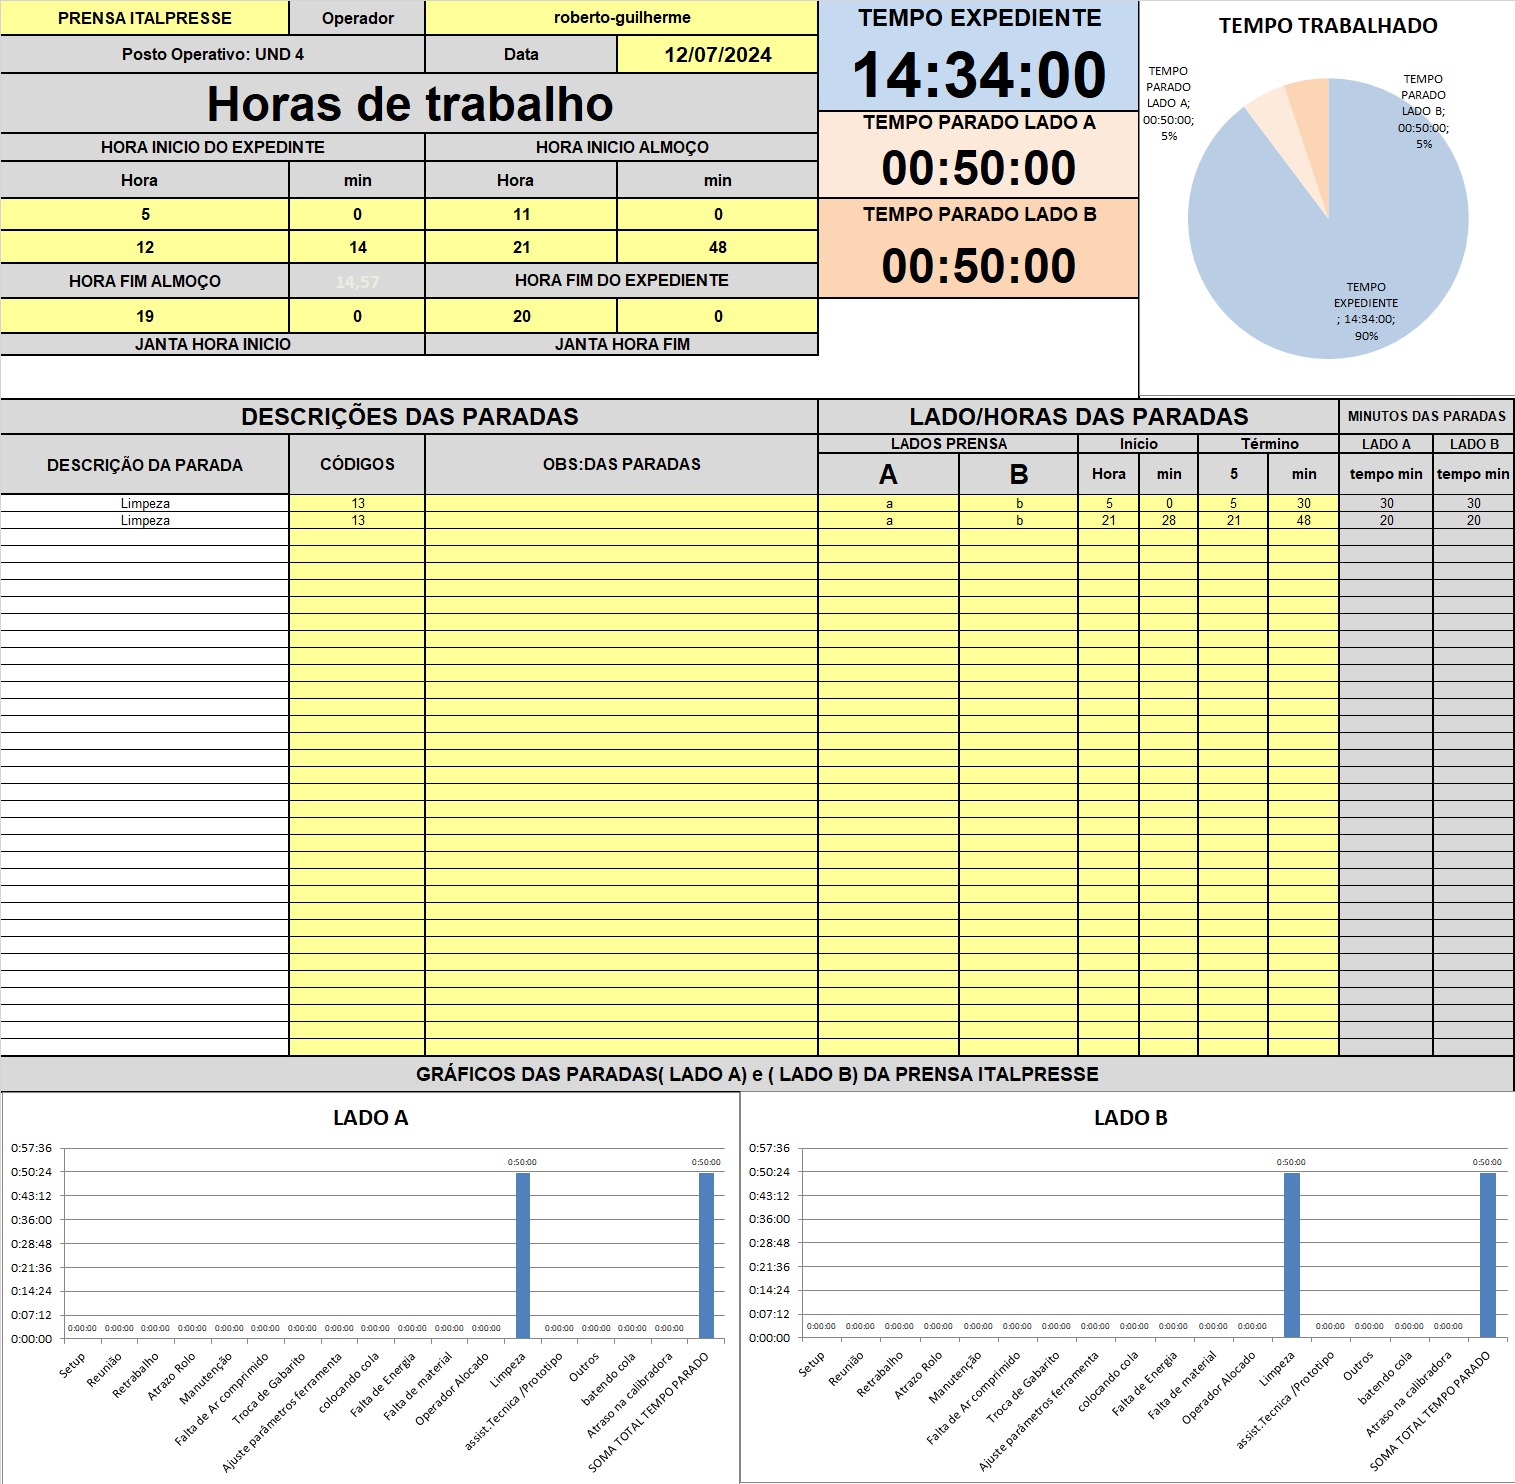 PRENSA ITALPRESSE Operador roberto-guilherme
Posto Operativo: UND 4 Data 12/07/2024
Horas de trabalho
HORA INICIO DO EXPEDINTE HORA INICIO ALMOÇO
Hora min Hora min
5 0 11 0
12 14 21 48
HORA FIM ALMOÇO 14,57 HORA FIM DO EXPEDIENTE
19 0 20 0
JANTA HORA INICIO JANTA HORA FIM
TEMPO EXPEDIENTE
14:34:00
TEMPO PARADO LADO A
00:50:00
TEMPO PARADO LADO B
00:50:00
TEMPO TRABALHADO
TEMPO
PARADO
LADO A;
00:50:00;
5%
TEMPO
PARADO
LADO B;
00:50:00;
5%
TEMPO
EXPEDIENTE
; 14:34:00;
90%
DESCRIÇÕES DAS PARADAS LADO/HORAS DAS PARADAS MINUTOS DAS PARADAS
LADOS PRENSA Início Término LADO A LADO B
DESCRIÇÃO DA PARADA CÓDIGOS OBS:DAS PARADAS A B Hora min 5 min tempo min tempo min
Limpeza 13 a b 5 0 5 30 30 30
Limpeza 13 a b 21 28 21 48 20 20
GRÁFICOS DAS PARADAS( LADO A) e ( LADO B) DA PRENSA ITALPRESSE
LADO A
0:57:36
0:50:24
0:43:12
0:36:00
0:28:48
0:21:36
0:14:24
0:07:12
0:00:00
0:00:00 0:00:00 0:00:00 0:00:00 0:00:00 0:00:00 0:00:00 0:00:00 0:00:00 0:00:00 0:00:00 0:00:00 0:50:00 0:00:00 0:00:00 0:00:00 0:00:00 0:50:00
Setup
Reunião
Retrabalho
Atrazo Rolo
Manutenção
Falta de Ar comprimido
Troca de Gabarito
Ajuste parâmetros ferramenta
colocando cola
Falta de Energia
Falta de material
Operador Alocado
Limpeza
assist.Tecnica /Prototipo
Outros
batendo cola
Atraso na calibradora
SOMA TOTAL TEMPO PARADO
LADO B
0:57:36
0:50:24
0:43:12
0:36:00
0:28:48
0:21:36
0:14:24
0:07:12
0:00:00
0:00:00 0:00:00 0:00:00 0:00:00 0:00:00 0:00:00 0:00:00 0:00:00 0:00:00 0:00:00 0:00:00 0:00:00 0:50:00 0:00:00 0:00:00 0:00:00 0:00:00 0:50:00
Setup
Reunião
Retrabalho
Atrazo Rolo
Manutenção
Falta de Ar comprimido
Troca de Gabarito
Ajuste parâmetros ferramenta
colocando cola
Falta de Energia
Falta de material
Operador Alocado
Limpeza
assist.Tecnica /Prototipo
Outros
batendo cola
Atraso na calibradora
SOMA TOTAL TEMPO PARADO